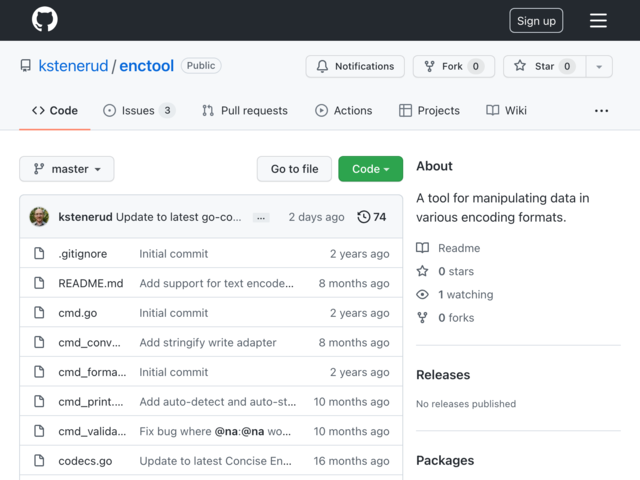 Sign up
kstenerud / enctool Public
Notifications Fork 0 Star 0
Code Issues 3 Pull requests Actions Projects Wiki ...
master Go to file Code
kstenerud Update to latest go-co... ... 2 days ago 74
.gitignore Initial commit 2 years ago
README.md Add support for text encode... 8 months ago
cmd.go Initial commit 2 years ago
cmd_conv... Add stringify write adapter 8 months ago
cmd_forma... Initial commit 2 years ago
cmd_print.... Add auto-detect and auto-st... 10 months ago
cmd_valida... Fix bug where @na:@na wo... 10 months ago
codecs.go Update to latest Concise En... 16 months ago
About
A tool for manipulating data in
various encoding formats.
Readme
0 stars
1 watching
0 forks
Releases
No releases published
Packages